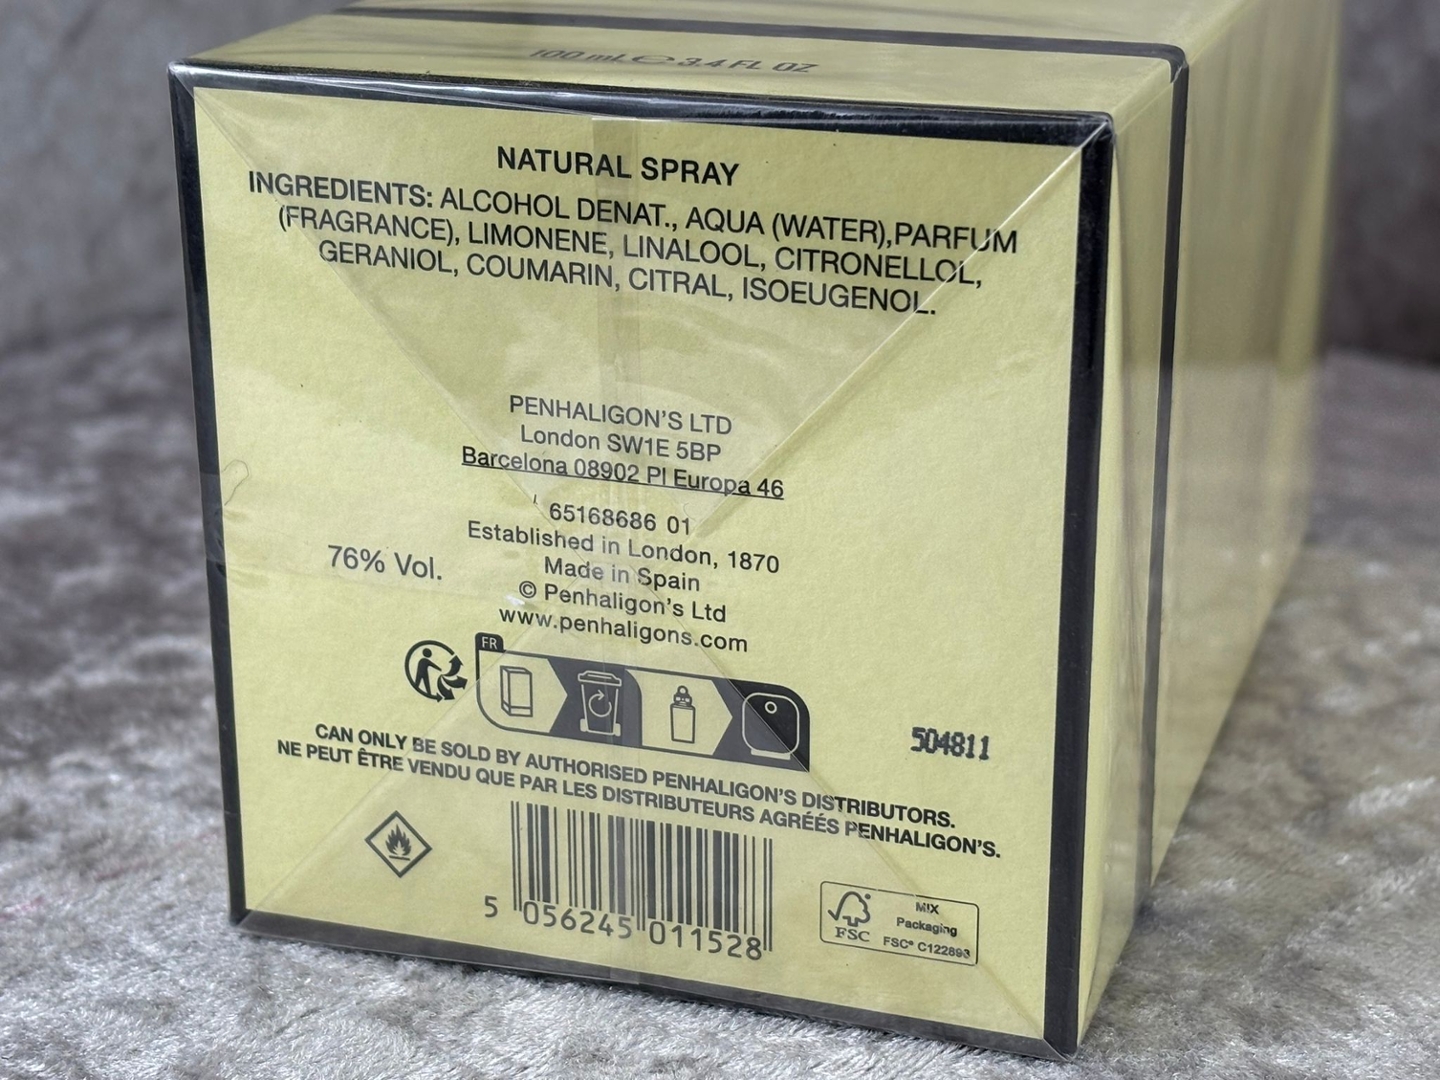 100 mL ℮ 3.4 FL OZ
NATURAL SPRAY
INGREDIENTS: ALCOHOL DENAT., AQUA (WATER),PARFUM
(FRAGRANCE), LIMONENE, LINALOOL, CITRONELLOL,
GERANIOL, COUMARIN, CITRAL, ISOEUGENOL.
PENHALIGON'S LTD
London SW1E 5BP
Barcelona 08902 Pl Europa 46
65168686 01
Established in London, 1870
76% Vol.
Made in Spain
© Penhaligon's Ltd
www.penhaligons.com
FR
504811
CAN ONLY BE SOLD BY AUTHORISED PENHALIGON'S DISTRIBUTORS.
NE PEUT ÊTRE VENDU QUE PAR LES DISTRIBUTEURS AGRÉÉS PENHALIGON'S.
5 056245 011528
FSC
MIX
Packaging
FSC® C122893